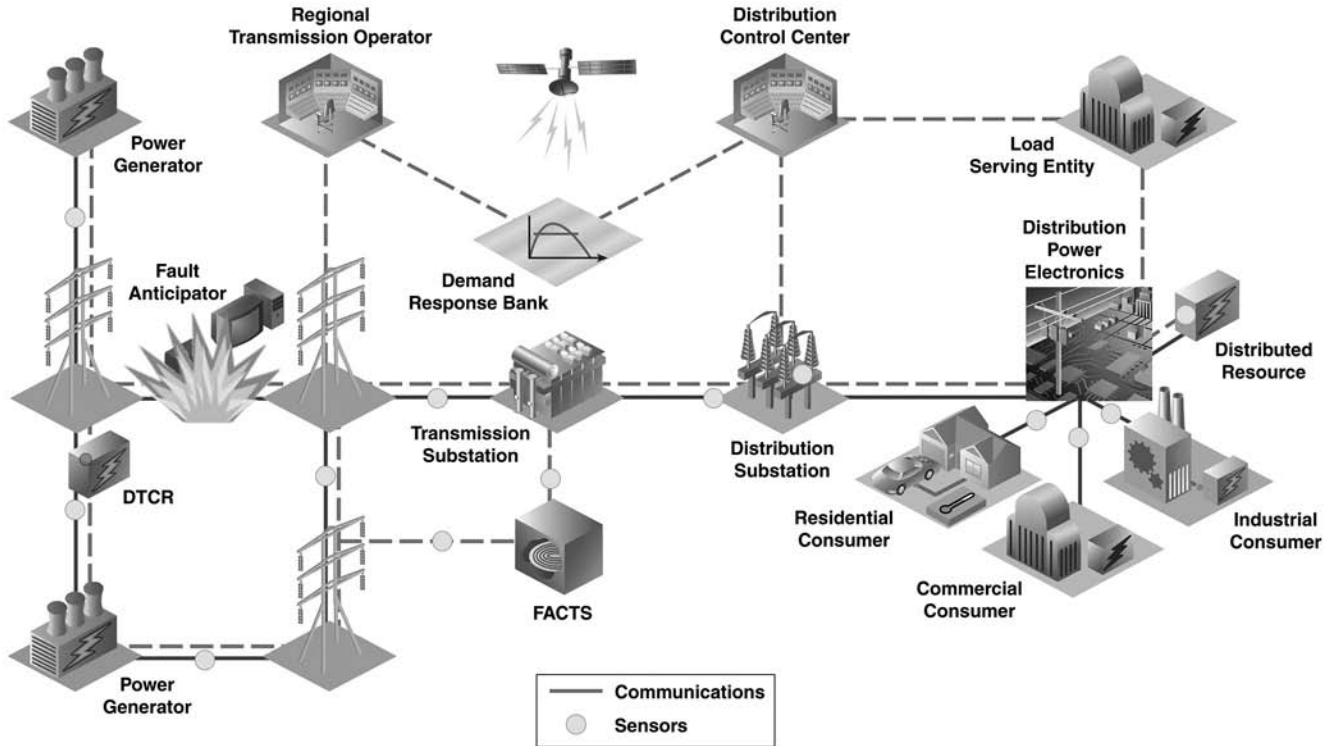 Regional
Transmission Operator
Distribution
Control Center
Power
Generator
Load
Serving Entity
Distribution
Power
Electronics
Fault
Anticipator
Demand
Response Bank
Distributed
Resource
Transmission
Substation
Distribution
Substation
DTCR
Residential
Consumer
Industrial
Consumer
Commercial
Consumer
FACTS
Power
Generator
Communications
Sensors